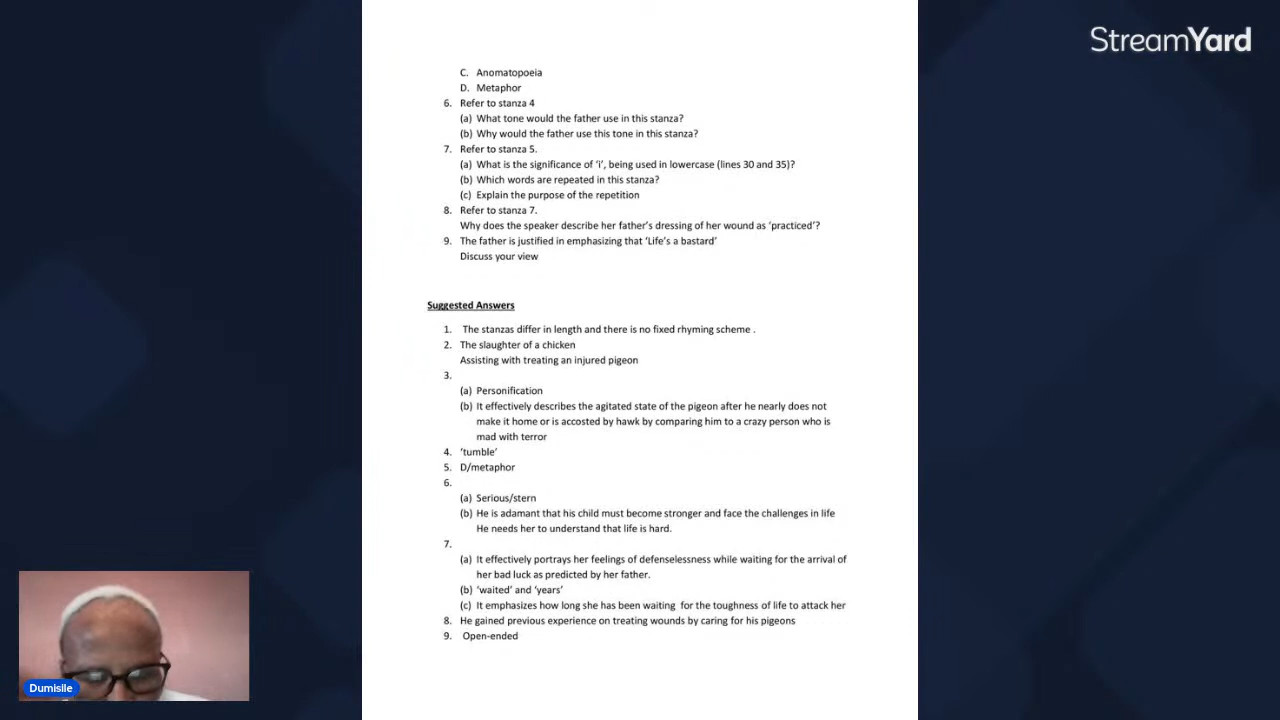 StreamYard
C. Anomatopoeia
D. Metaphor
6. Refer to stanza 4
(a) What tone would the father use in this stanza?
(b) Why would the father use this tone in this stanza?
7. Refer to stanza 5.
(a) What is the significance of ‘i’, being used in lowercase (lines 30 and 35)?
(b) Which words are repeated in this stanza?
(c) Explain the purpose of the repetition
8. Refer to stanza 7.
Why does the speaker describe her father’s dressing of her wound as ‘practiced’?
9. The father is justified in emphasizing that ‘Life’s a bastard’
Discuss your view
Suggested Answers
1. The stanzas differ in length and there is no fixed rhyming scheme .
2. The slaughter of a chicken
Assisting with treating an injured pigeon
3.
(a) Personification
(b) It effectively describes the agitated state of the pigeon after he nearly does not
make it home or is accosted by hawk by comparing him to a crazy person who is
mad with terror
4. ‘tumble’
5. D/metaphor
6.
(a) Serious/stern
(b) He is adamant that his child must become stronger and face the challenges in life
He needs her to understand that life is hard.
7.
(a) It effectively portrays her feelings of defenselessness while waiting for the arrival of
her bad luck as predicted by her father.
(b) ‘waited’ and ‘years’
(c) It emphasizes how long she has been waiting for the toughness of life to attack her
8. He gained previous experience on treating wounds by caring for his pigeons
9. Open-ended
Dumisile